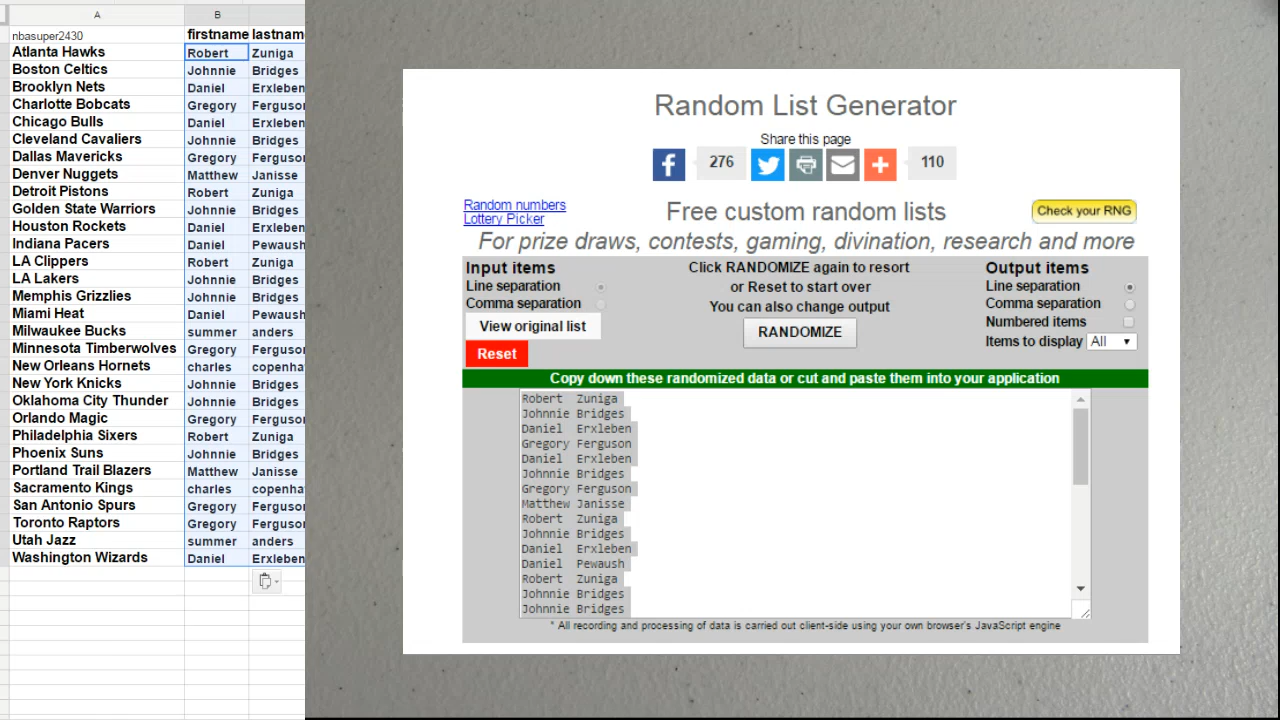 A B
nbasuper2430 firstname lastnam
Atlanta Hawks Robert Zuniga
Boston Celtics Johnnie Bridges
Brooklyn Nets Daniel Erxleben
Charlotte Bobcats Gregory Ferguson
Chicago Bulls Daniel Erxleben
Cleveland Cavaliers Johnnie Bridges
Dallas Mavericks Gregory Ferguso
Denver Nuggets Matthew Janisse
Detroit Pistons Robert Zuniga
Golden State Warriors Johnnie Bridges
Houston Rockets Daniel Erxleben
Indiana Pacers Daniel Pewaush
LA Clippers Robert Zuniga
LA Lakers Johnnie Bridges
Memphis Grizzlies Johnnie Bridges
Miami Heat Daniel Pewaush
Milwaukee Bucks summer anders
Minnesota Timberwolves Gregory Ferguso
New Orleans Hornets charles copenha
New York Knicks Johnnie Bridges
Oklahoma City Thunder Johnnie Bridges
Orlando Magic Gregory Ferguso
Philadelphia Sixers Robert Zuniga
Phoenix Suns Johnnie Bridges
Portland Trail Blazers Matthew Janisse
Sacramento Kings charles copenha
San Antonio Spurs Gregory Ferguso
Toronto Raptors Gregory Ferguso
Utah Jazz summer anders
Washington Wizards Daniel Erxleben
Random List Generator
Share this page
276 110
Random numbers
Lottery Picker
Free custom random lists
Check your RNG
For prize draws, contests, gaming, divination, research and more
Input items
Line separation
Comma separation
View original list
Reset
Click RANDOMIZE again to resort
or Reset to start over
You can also change output
RANDOMIZE
Output items
Line separation
Comma separation
Numbered items
Items to display All
Copy down these randomized data or cut and paste them into your application
Robert Zuniga
Johnnie Bridges
Daniel Erxleben
Gregory Ferguson
Daniel Erxleben
Johnnie Bridges
Gregory Ferguson
Matthew Janisse
Robert Zuniga
Johnnie Bridges
Daniel Erxleben
Daniel Pewaush
Robert Zuniga
Johnnie Bridges
Johnnie Bridges
* All recording and processing of data is carried out client-side using your own browser's JavaScript engine